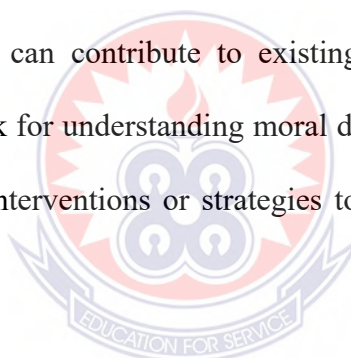 can contribute to existing
for understanding moral d
nterventions or strategies to
EDUCATION FOR SERVICE